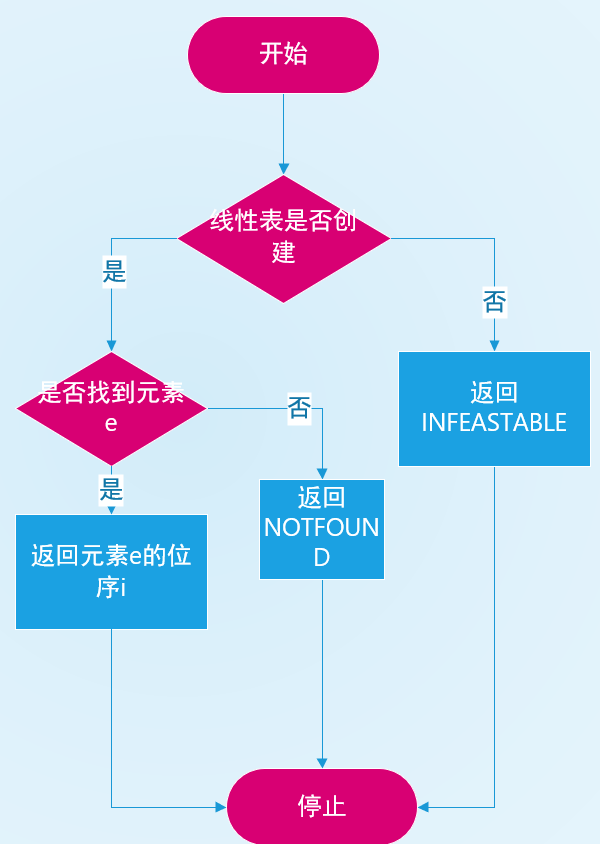 开始
线性表是否创
建
是
否
是否找到元素
e
否
返回
INFEASTABLE
是
返回
NOTFOUN
D
返回元素e的位
序i
停止